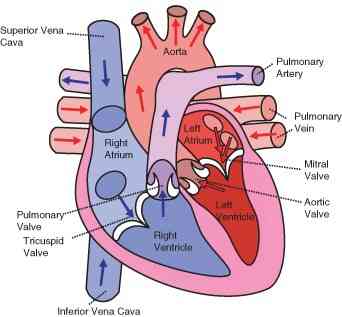 Superior Vena
Cava
Aorta
Pulmonary
Artery
Pulmonary
Vein
Right
Atrium
Left
Atrium
Mitral
Valve
Aortic
Valve
Left
Ventricle
Pulmonary
Valve
Tricuspid
Valve
Right
Ventricle
Inferior Vena Cava